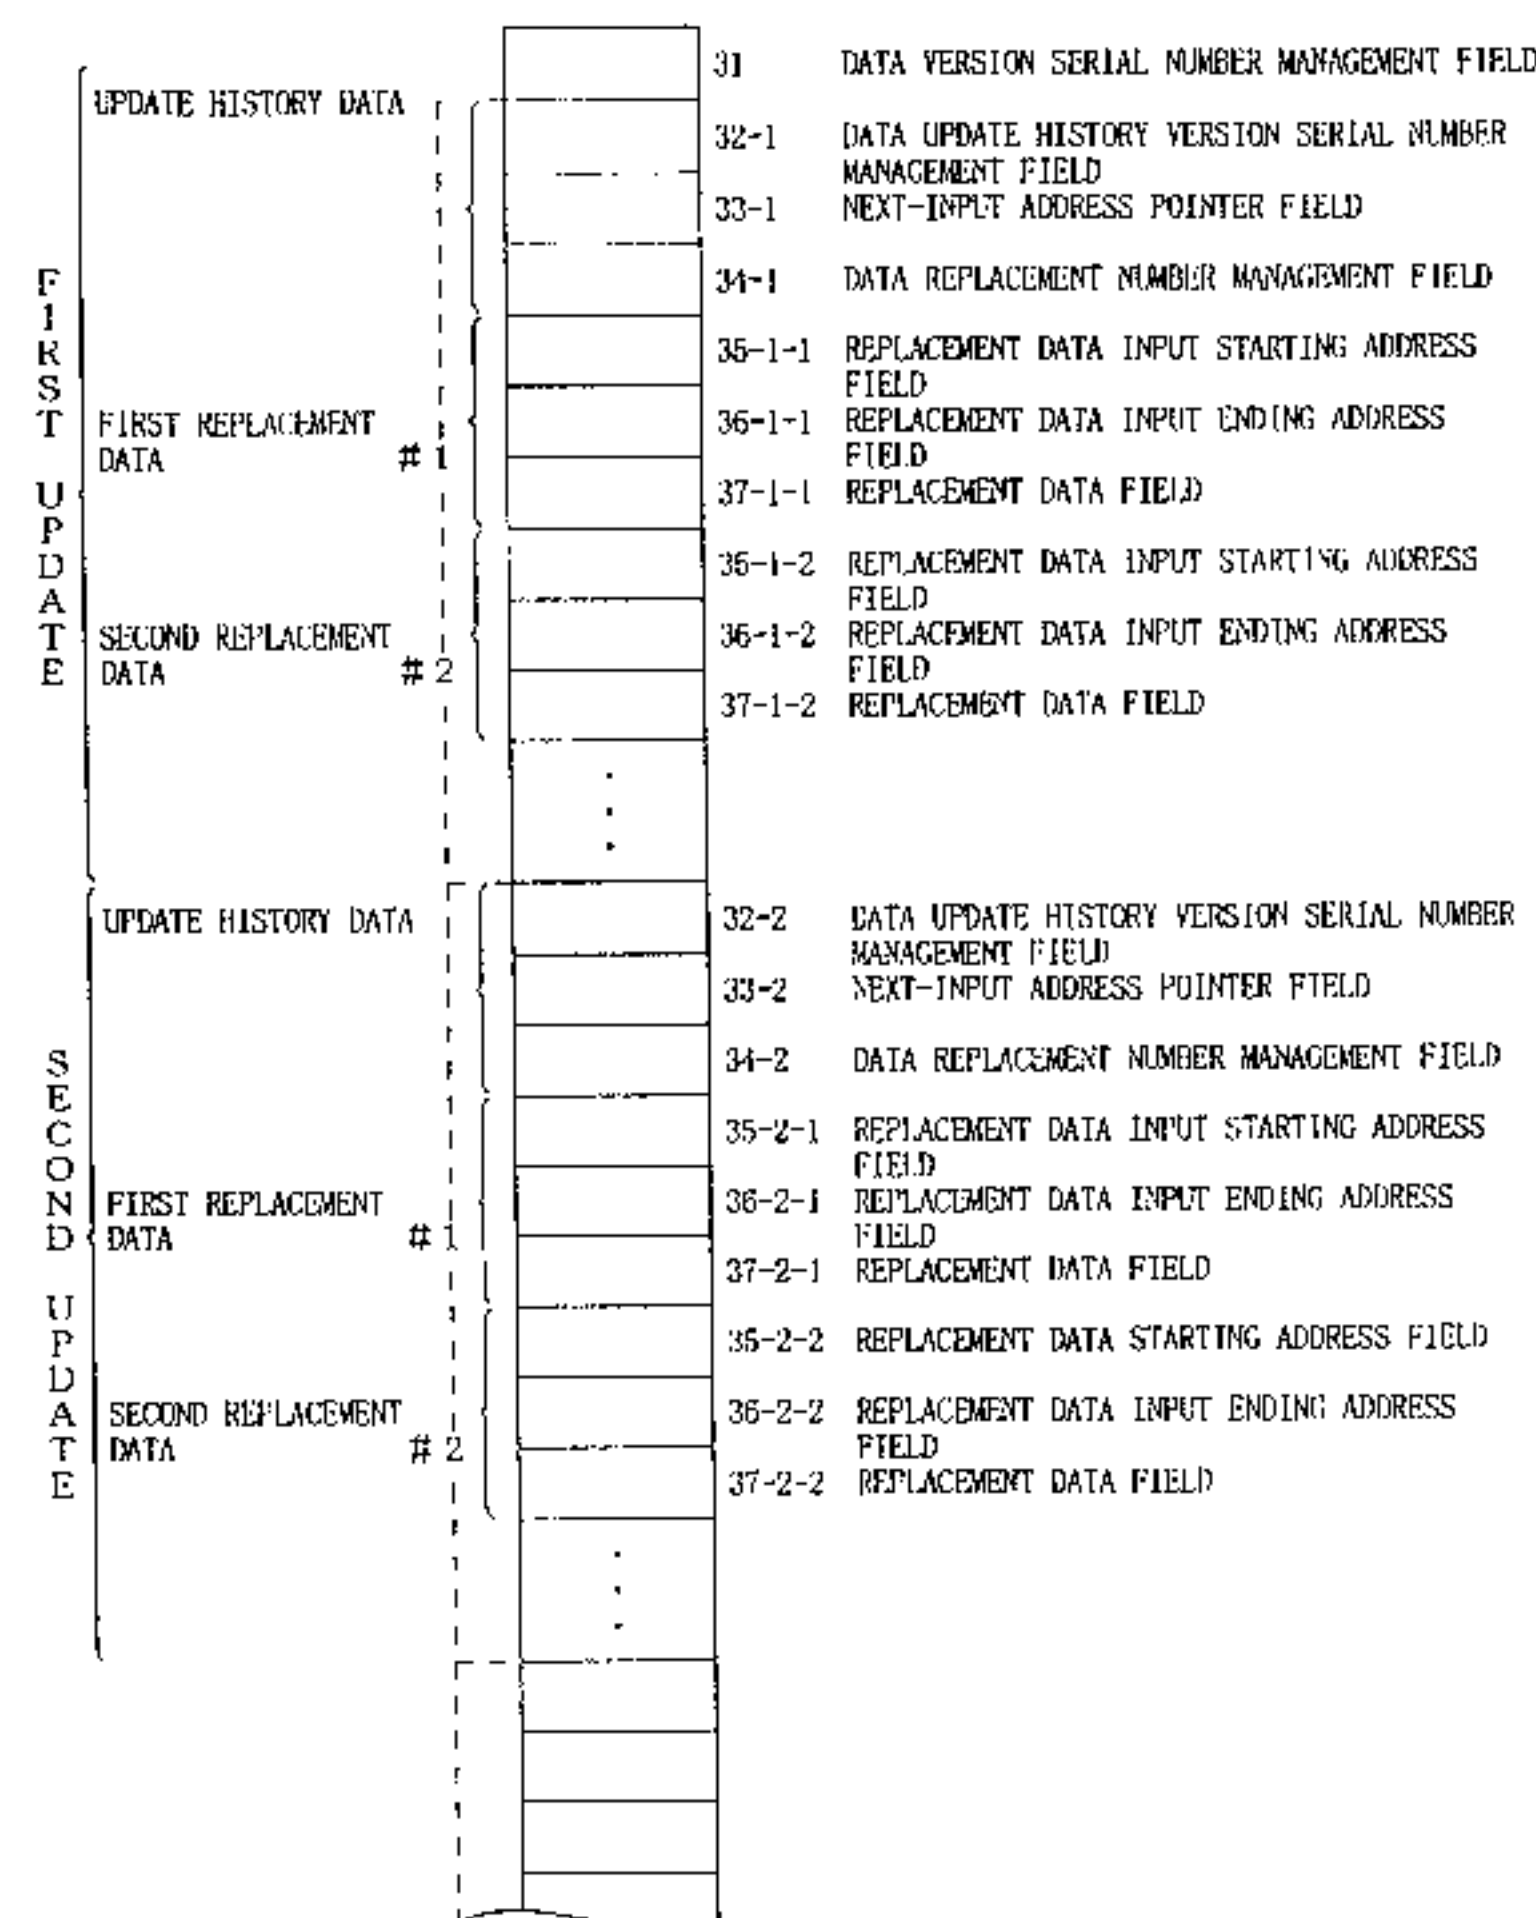 31 DATA VERSION SERIAL NUMBER MANAGEMENT FIELD
UPDATE HISTORY DATA
32-1 DATA UPDATE HISTORY VERSION SERIAL NUMBER
MANAGEMENT FIELD
33-1 NEXT-INPUT ADDRESS POINTER FIELD
34-1 DATA REPLACEMENT NUMBER MANAGEMENT FIELD
35-1-1 REPLACEMENT DATA INPUT STARTING ADDRESS
FIELD
FIRST UPDATE
FIRST REPLACEMENT
DATA #1
36-1-1 REPLACEMENT DATA INPUT ENDING ADDRESS
FIELD
37-1-1 REPLACEMENT DATA FIELD
35-1-2 REPLACEMENT DATA INPUT STARTING ADDRESS
FIELD
SECOND REPLACEMENT
DATA #2
36-1-2 REPLACEMENT DATA INPUT ENDING ADDRESS
FIELD
37-1-2 REPLACEMENT DATA FIELD
UPDATE HISTORY DATA
32-2 DATA UPDATE HISTORY VERSION SERIAL NUMBER
MANAGEMENT FIELD
33-2 NEXT-INPUT ADDRESS POINTER FIELD
34-2 DATA REPLACEMENT NUMBER MANAGEMENT FIELD
35-2-1 REPLACEMENT DATA INPUT STARTING ADDRESS
FIELD
SECOND UPDATE
FIRST REPLACEMENT
DATA #1
36-2-1 REPLACEMENT DATA INPUT ENDING ADDRESS
FIELD
37-2-1 REPLACEMENT DATA FIELD
35-2-2 REPLACEMENT DATA STARTING ADDRESS FIELD
SECOND REPLACEMENT
DATA #2
36-2-2 REPLACEMENT DATA INPUT ENDING ADDRESS
FIELD
37-2-2 REPLACEMENT DATA FIELD